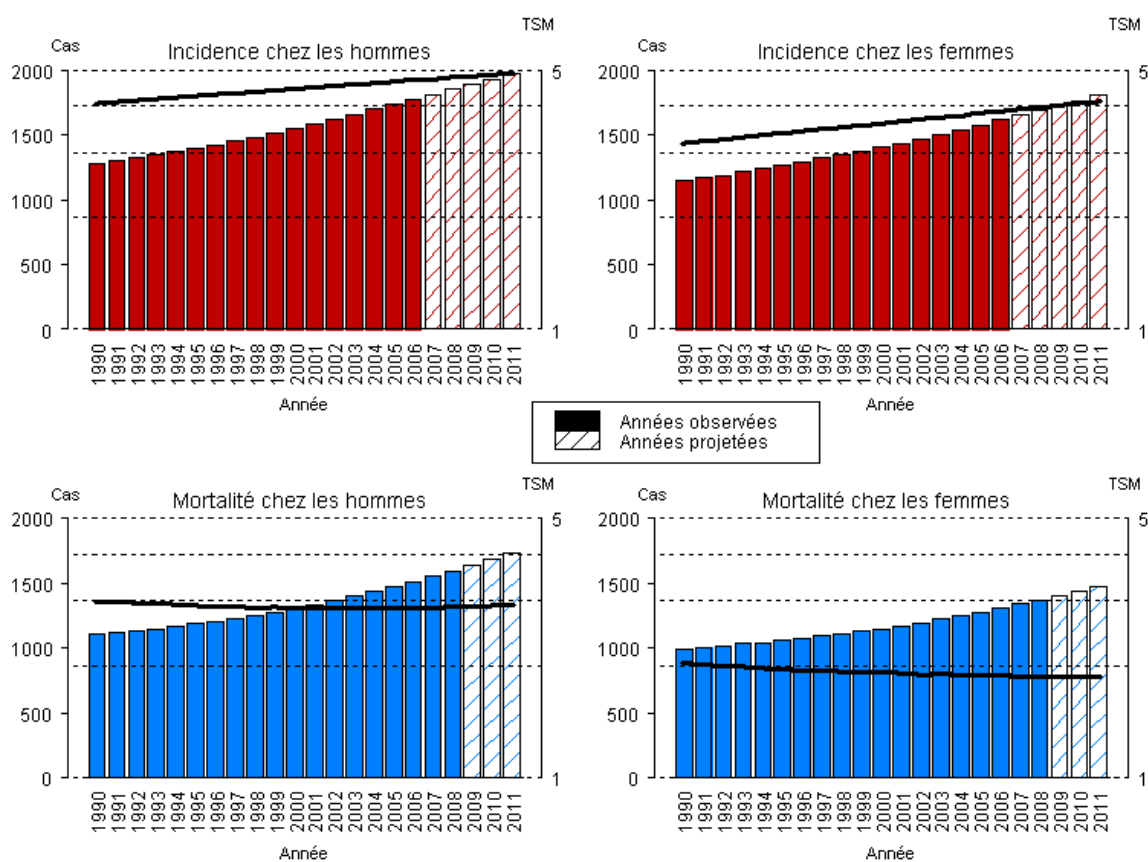 TSM
Cas
Incidence chez les hommes
2000
1500
1000
500
0
5
1
1990 1991 1992 1993 1994 1995 1996 1997 1998 1999 2000 2001 2002 2003 2004 2005 2006 2007 2008 2009 2010 2011
Année
TSM
Cas
Incidence chez les femmes
2000
1500
1000
500
0
5
1
1990 1991 1992 1993 1994 1995 1996 1997 1998 1999 2000 2001 2002 2003 2004 2005 2006 2007 2008 2009 2010 2011
Année
Années observées
Années projetées
TSM
Cas
Mortalité chez les hommes
2000
1500
1000
500
0
5
1
1990 1991 1992 1993 1994 1995 1996 1997 1998 1999 2000 2001 2002 2003 2004 2005 2006 2007 2008 2009 2010 2011
Année
TSM
Cas
Mortalité chez les femmes
2000
1500
1000
500
0
5
1
1990 1991 1992 1993 1994 1995 1996 1997 1998 1999 2000 2001 2002 2003 2004 2005 2006 2007 2008 2009 2010 2011
Année